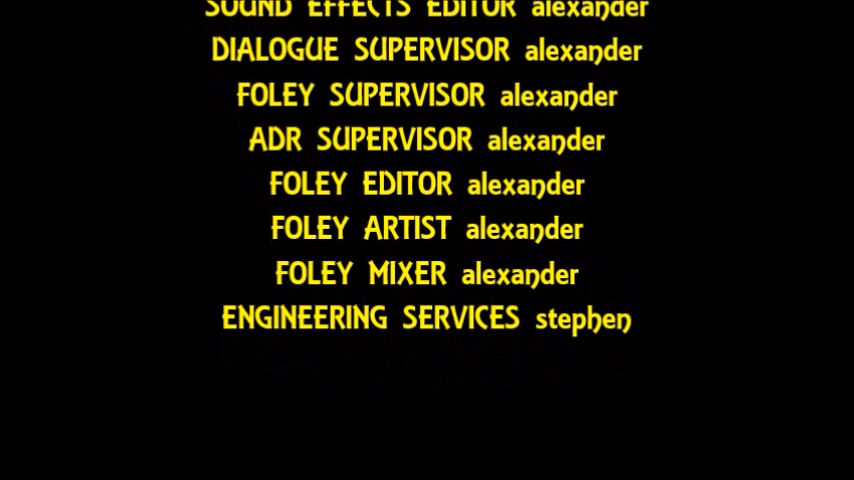 SOUND EFFECTS EDITOR alexander
DIALOGUE SUPERVISOR alexander
FOLEY SUPERVISOR alexander
ADR SUPERVISOR alexander
FOLEY EDITOR alexander
FOLEY ARTIST alexander
FOLEY MIXER alexander
ENGINEERING SERVICES stephen